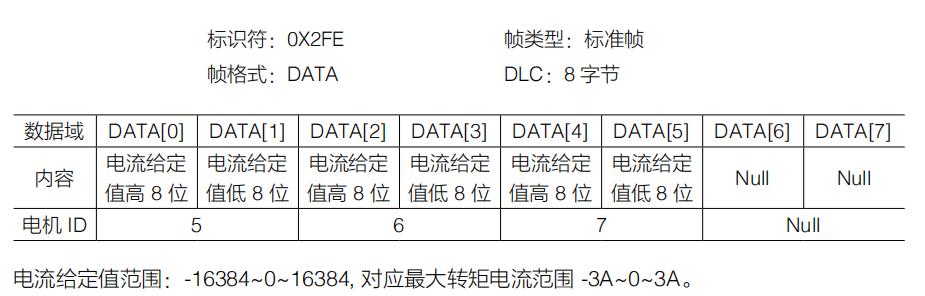 标识符：0X2FE 帧类型：标准帧
帧格式：DATA DLC：8 字节
数据域 DATA[0] DATA[1] DATA[2] DATA[3] DATA[4] DATA[5] DATA[6] DATA[7]
内容 电流给定值高 8 位 电流给定值低 8 位 电流给定值高 8 位 电流给定值低 8 位 电流给定值高 8 位 电流给定值低 8 位 Null Null
电机 ID 5 6 7 Null
电流给定值范围：-16384~0~16384, 对应最大转矩电流范围 -3A~0~3A。